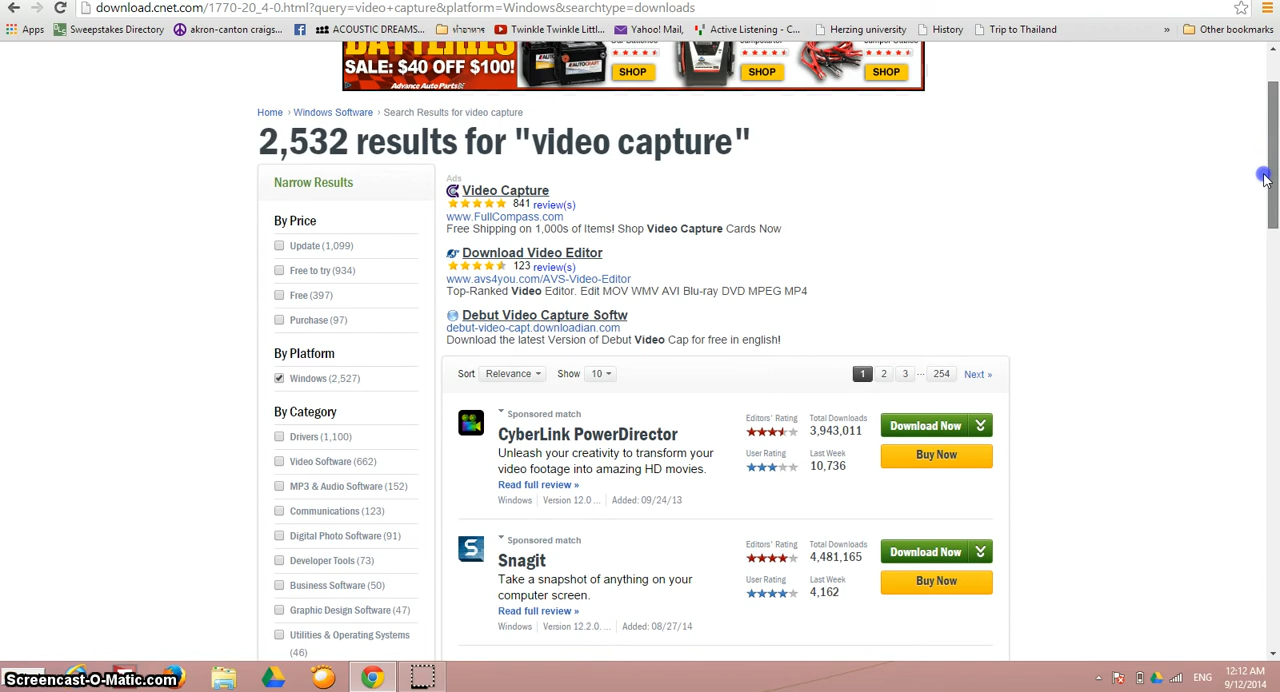 download.cnet.com/1770-20_4-0.html?query=video+capture&platform=Windows&searchtype=downloads
Apps Sweepstakes Directory akron-canton craigs... ACOUSTIC DREAMS... ทำอาหาร Twinkle Twinkle Littl... Yahoo! Mail, Active Listening - C... Herzing university History Trip to Thailand » Other bookmarks
BATTERIES
SALE: $40 OFF $100!
SHOP SHOP SHOP
Advance Auto Parts
Home › Windows Software › Search Results for video capture
2,532 results for "video capture"
Narrow Results
By Price
Update (1,099)
Free to try (934)
Free (397)
Purchase (97)
By Platform
Windows (2,527)
By Category
Drivers (1,100)
Video Software (662)
MP3 & Audio Software (152)
Communications (123)
Digital Photo Software (91)
Developer Tools (73)
Business Software (50)
Graphic Design Software (47)
Utilities & Operating Systems
(46)
Ads
Video Capture
841 review(s)
www.FullCompass.com
Free Shipping on 1,000s of Items! Shop Video Capture Cards Now
Download Video Editor
123 review(s)
www.avs4you.com/AVS-Video-Editor
Top-Ranked Video Editor. Edit MOV WMV AVI Blu-ray DVD MPEG MP4
Debut Video Capture Softw
debut-video-capt.downloadian.com
Download the latest Version of Debut Video Cap for free in english!
Sort Relevance Show 10 1 2 3 ... 254 Next »
Sponsored match
CyberLink PowerDirector
Unleash your creativity to transform your
video footage into amazing HD movies.
Read full review »
Windows Version 12.0 ... Added: 09/24/13
Editors' Rating Total Downloads
3,943,011
User Rating Last Week
10,736
Download Now
Buy Now
Sponsored match
Snagit
Take a snapshot of anything on your
computer screen.
Read full review »
Windows Version 12.2.0. ... Added: 08/27/14
Editors' Rating Total Downloads
4,481,165
User Rating Last Week
4,162
Download Now
Buy Now
Screencast-O-Matic.com
ENG
12:12 AM
9/12/2014